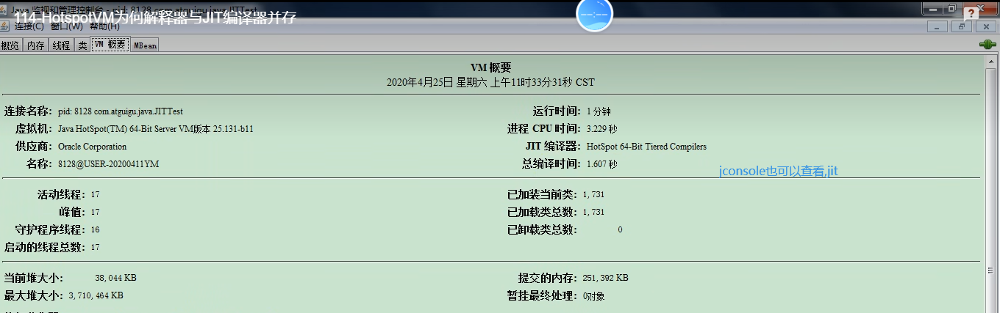 Java 监视和管理控制台 - pid: 8128 com.atguigu.java.JITTest
114-HotspotVM为何解释器与JIT编译器并存
--:--
?
连接(C) 窗口(W) 帮助(H)
概览 内存 线程 类 VM 概要 MBean
VM 概要
2020年4月25日 星期六 上午11时33分31秒 CST
连接名称: pid: 8128 com.atguigu.java.JITTest 运行时间: 1 分钟
虚拟机: Java HotSpot(TM) 64-Bit Server VM版本 25.131-b11 进程 CPU 时间: 3.229 秒
供应商: Oracle Corporation JIT 编译器: HotSpot 64-Bit Tiered Compilers
名称: 8128@USER-20200411YM 总编译时间: 1.607 秒
jconsole也可以查看,jit
活动线程: 17 已加装当前类: 1,731
峰值: 17 已加载类总数: 1,731
守护程序线程: 16 已卸载类总数: 0
启动的线程总数: 17
当前堆大小: 38,044 KB 提交的内存: 251,392 KB
最大堆大小: 3,710,464 KB 暂挂最终处理: 0对象